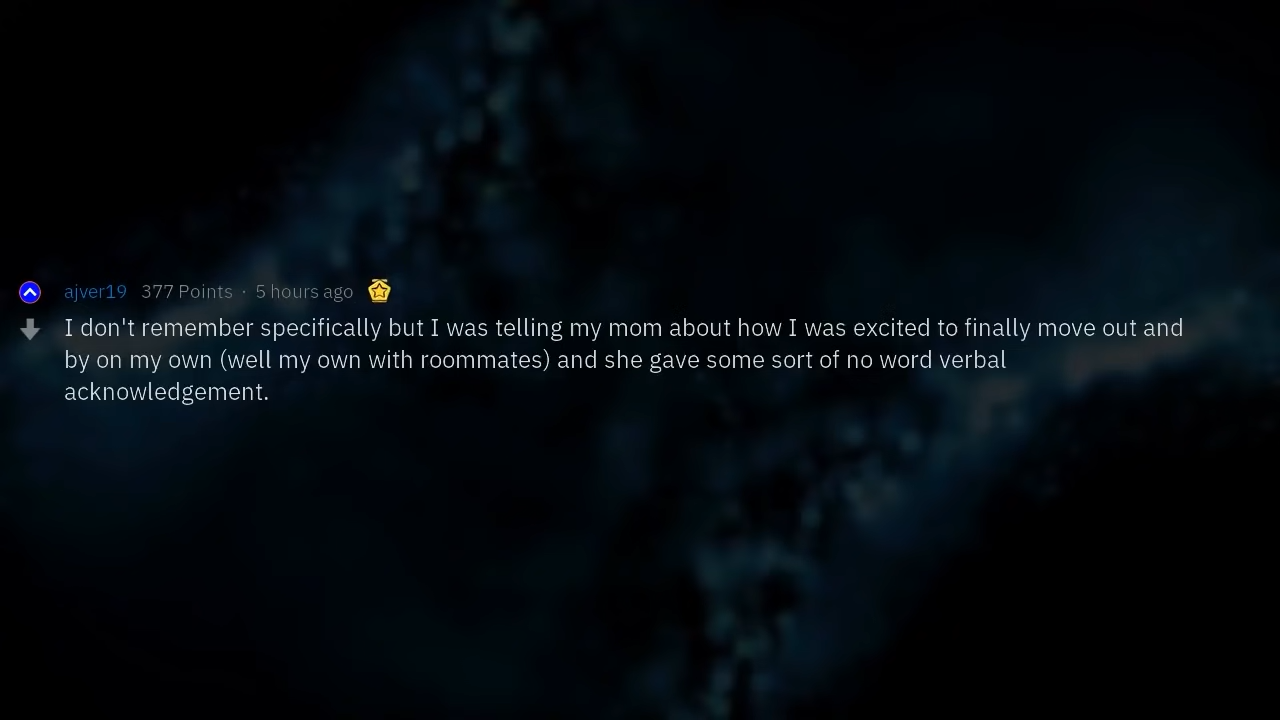 ajver19 377 Points · 5 hours ago
I don't remember specifically but I was telling my mom about how I was excited to finally move out and
by on my own (well my own with roommates) and she gave some sort of no word verbal
acknowledgement.